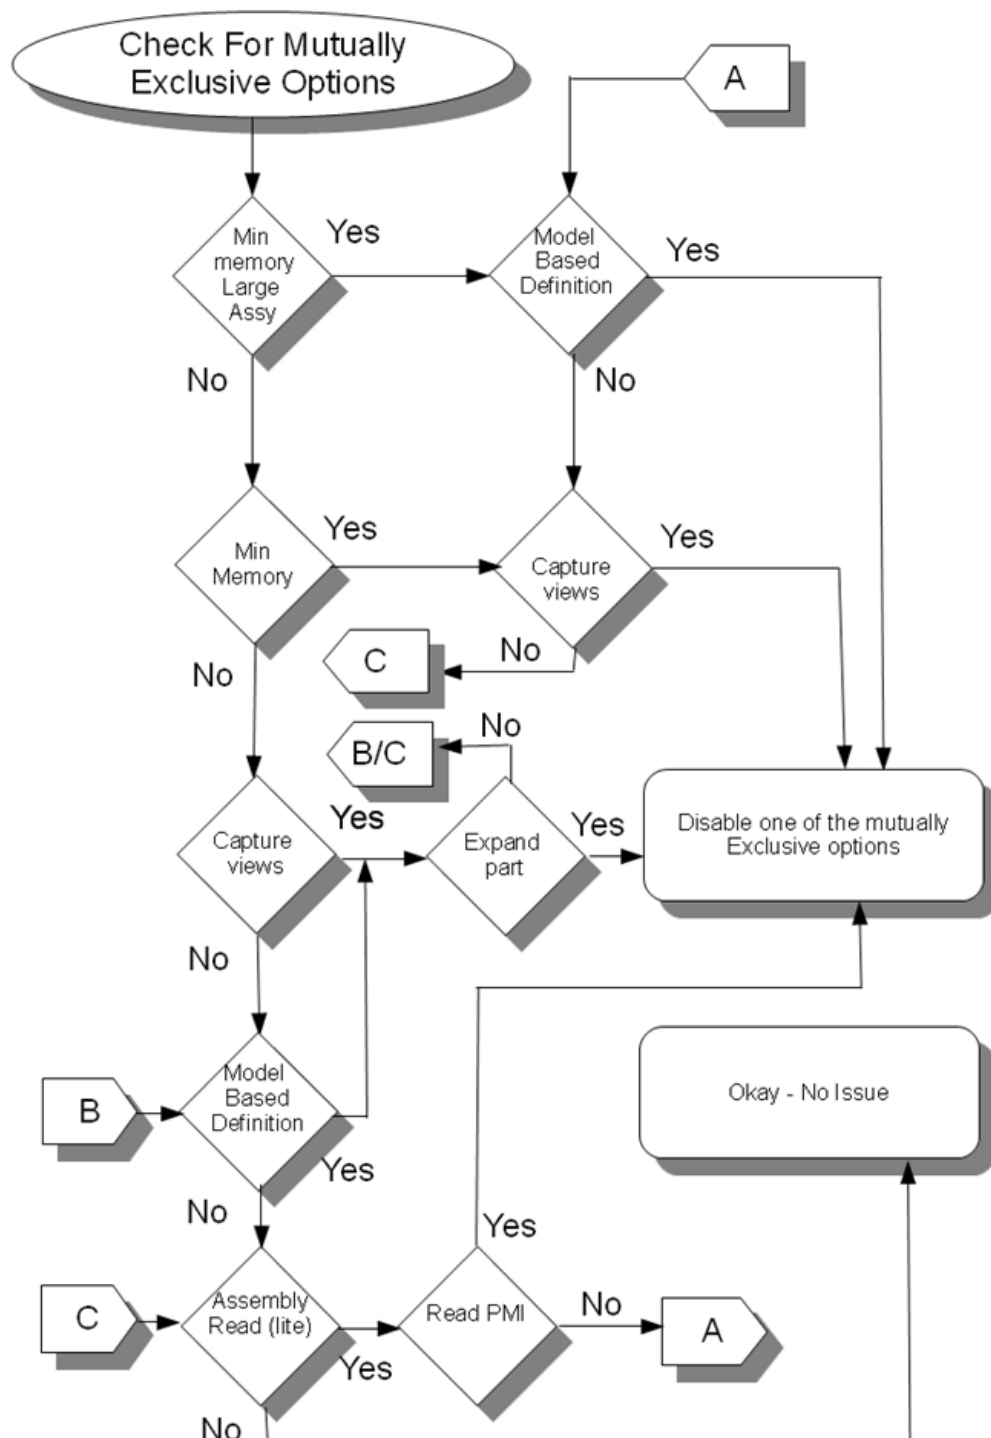 Check For Mutually
Exclusive Options
A
Min
memory
Large
Assy
Yes
Model
Based
Definition
Yes
No
No
Min
Memory
Yes
Capture
views
Yes
No
No
C
B/C
No
Capture
views
Yes
Expand
part
Yes
Disable one of the mutually
Exclusive options
No
Model
Based
Definition
B
Yes
No
Okay - No Issue
Yes
C
Assembly
Read (lite)
Yes
Read PMI
No
A
No